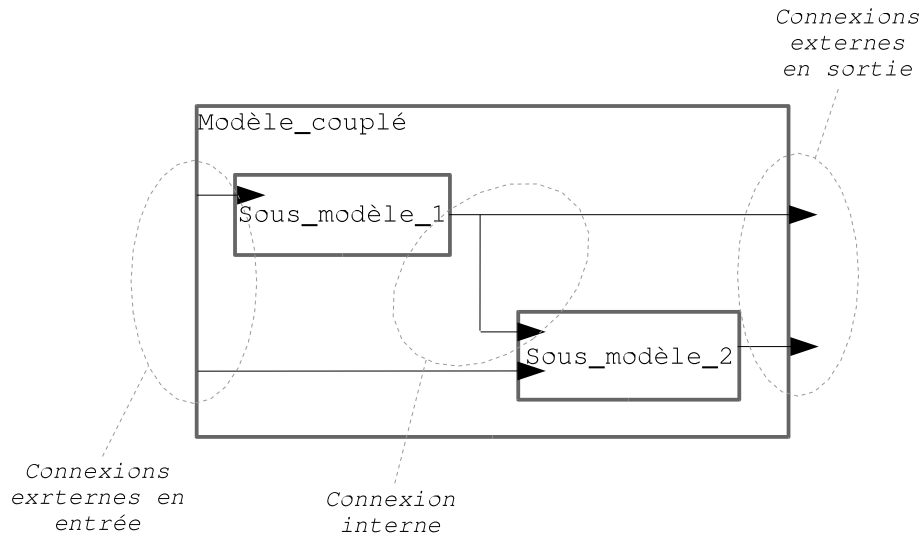 Connexions
externes
en sortie
Modèle_couplé
Sous_modèle_1
Sous_modèle_2
Connexions
exrternes en
entrée
Connexion
interne